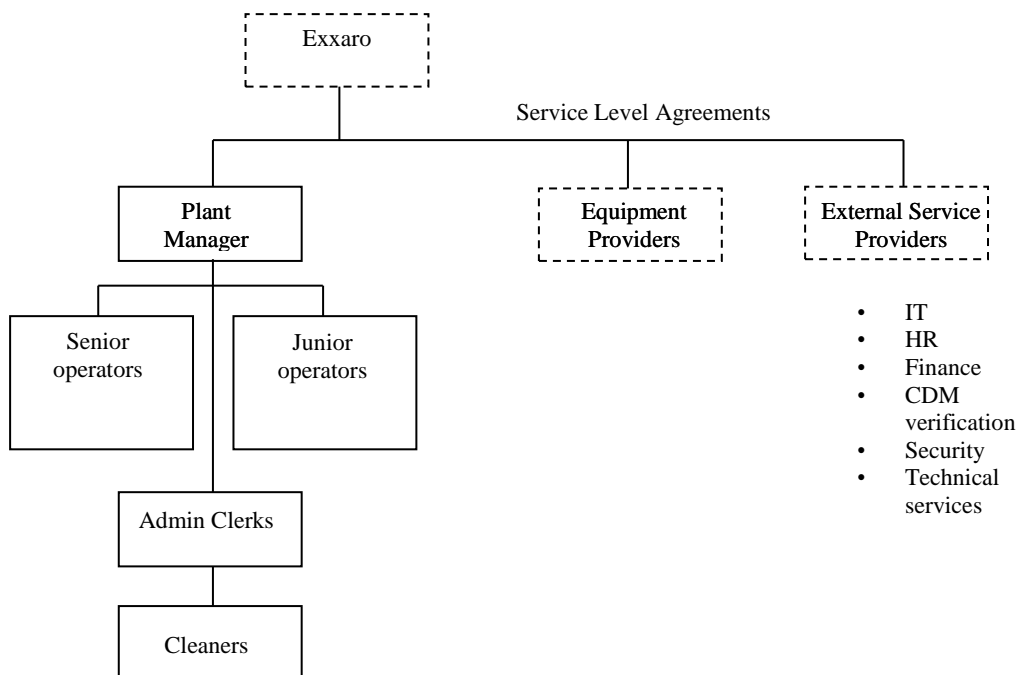 Exxaro
Service Level Agreements
Plant
Manager
Equipment
Providers
External Service
Providers
Senior
operators
Junior
operators
• IT
• HR
• Finance
• CDM
verification
• Security
• Technical
services
Admin Clerks
Cleaners